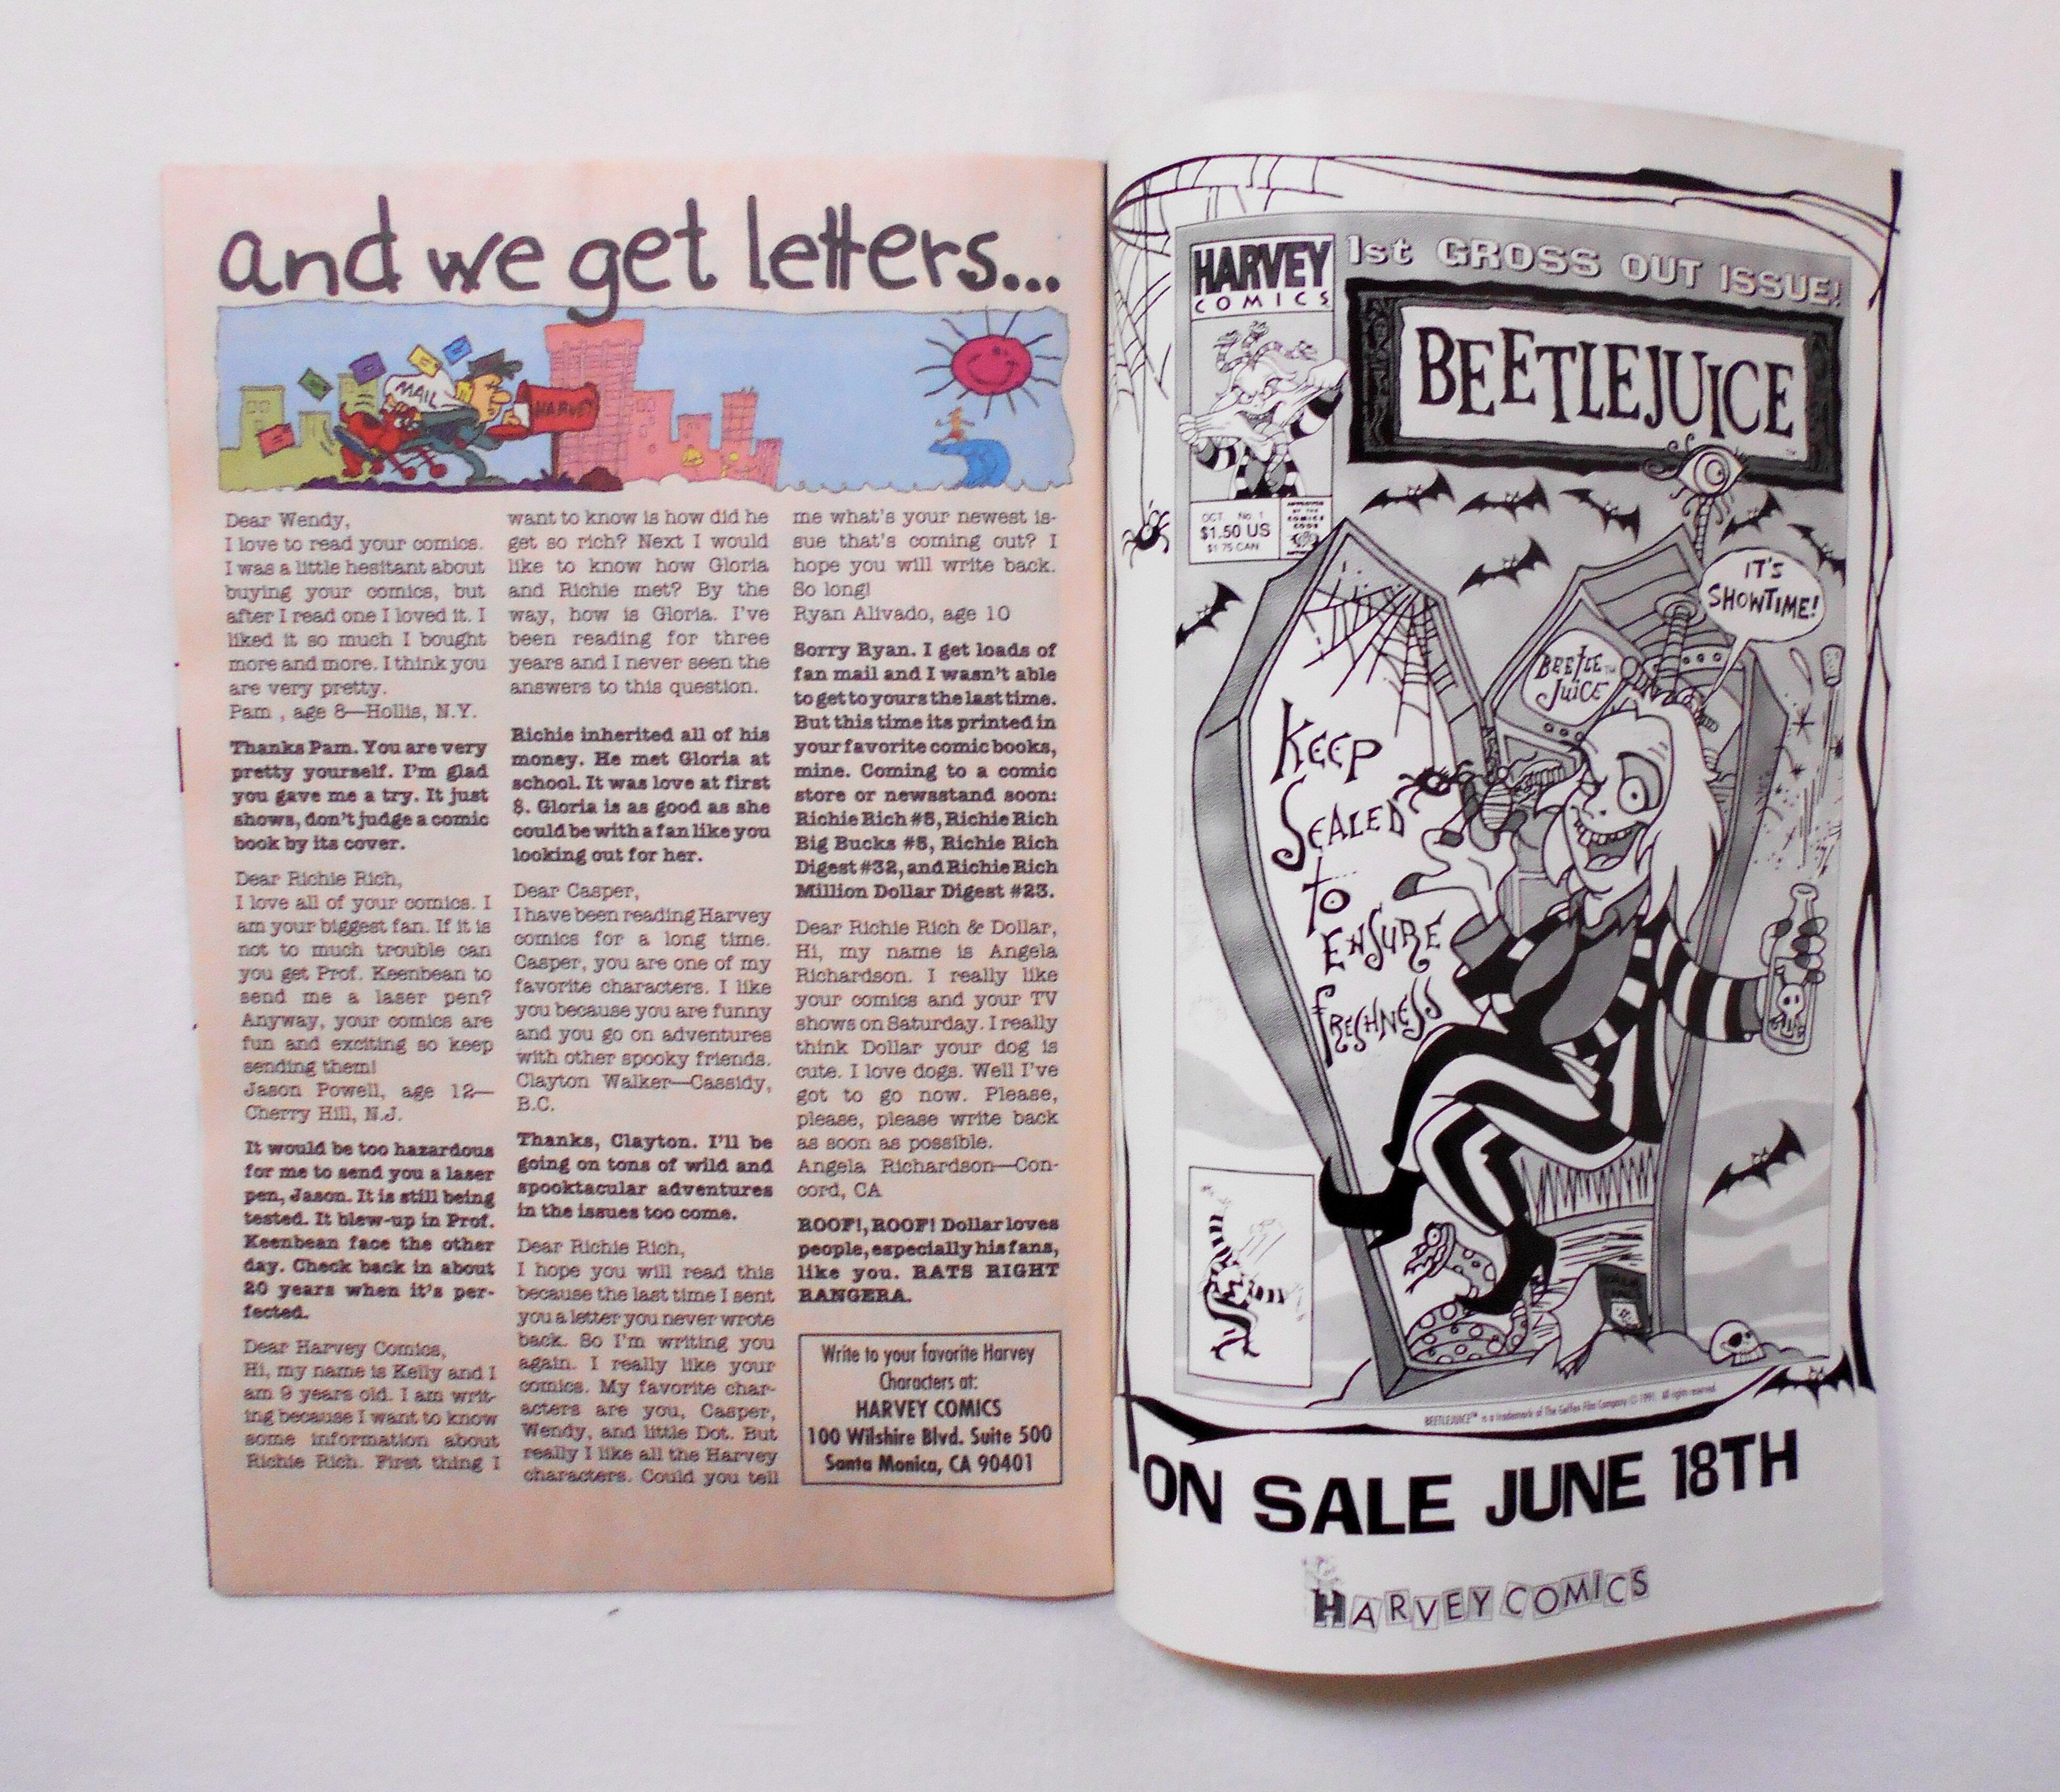 and we get letters...
MAIL
HARVEY
Dear Wendy,
I love to read your comics.
I was a little hesitant about
buying your comics, but
after I read one I loved it. I
liked it so much I bought
more and more. I think you
are very pretty.
Pam , age 8—Hollis, N.Y.
Thanks Pam. You are very
pretty yourself. I'm glad
you gave me a try. It just
shows, don't judge a comic
book by its cover.
Dear Richie Rich,
I love all of your comics. I
am your biggest fan. If it is
not to much trouble can
you get Prof. Keenbean to
send me a laser pen?
Anyway, your comics are
fun and exciting so keep
sending them!
Jason Powell, age 12—
Cherry Hill, N.J.
It would be too hazardous
for me to send you a laser
pen, Jason. It is still being
tested. It blew-up in Prof.
Keenbean face the other
day. Check back in about
20 years when it's per-
fected.
Dear Harvey Comics,
Hi, my name is Kelly and I
am 9 years old. I am writ-
ing because I want to know
some information about
Richie Rich. First thing I
want to know is how did he
get so rich? Next I would
like to know how Gloria
and Richie met? By the
way, how is Gloria. I've
been reading for three
years and I never seen the
answers to this question.
Richie inherited all of his
money. He met Gloria at
school. It was love at first
$. Gloria is as good as she
could be with a fan like you
looking out for her.
Dear Casper,
I have been reading Harvey
comics for a long time.
Casper, you are one of my
favorite characters. I like
you because you are funny
and you go on adventures
with other spooky friends.
Clayton Walker—Cassidy,
B.C.
Thanks, Clayton. I'll be
going on tons of wild and
spooktacular adventures
in the issues too come.
Dear Richie Rich,
I hope you will read this
because the last time I sent
you a letter you never wrote
back. So I'm writing you
again. I really like your
comics. My favorite char-
acters are you, Casper,
Wendy, and little Dot. But
really I like all the Harvey
characters. Could you tell
me what's your newest is-
sue that's coming out? I
hope you will write back.
So long!
Ryan Alivado, age 10
Sorry Ryan. I get loads of
fan mail and I wasn't able
to get to yours the last time.
But this time its printed in
your favorite comic books,
mine. Coming to a comic
store or newsstand soon:
Richie Rich #8, Richie Rich
Big Bucks #8, Richie Rich
Digest #32, and Richie Rich
Million Dollar Digest #23.
Dear Richie Rich & Dollar,
Hi, my name is Angela
Richardson. I really like
your comics and your TV
shows on Saturday. I really
think Dollar your dog is
cute. I love dogs. Well I've
got to go now. Please,
please, please write back
as soon as possible.
Angela Richardson—Con-
cord, CA
ROOF!, ROOF! Dollar loves
people, especially his fans,
like you. RATS RIGHT
RANGERA.
Write to your favorite Harvey
Characters at:
HARVEY COMICS
100 Wilshire Blvd. Suite 500
Santa Monica, CA 90401
HARVEY
COMICS
1st GROSS OUT ISSUE!
BEETLEJUICE
OCT. No. 1
$1.50 US
$1.75 CAN
APPROVED
BY THE
COMICS
CODE
IT'S
SHOWTIME!
BEETLE
JUICE
KEEP
SEALED
TO
ENSURE
FRESHNESS
BEETLEJUICE™ is a trademark of The Geffen Film Company © 1991. All rights reserved.
ON SALE JUNE 18TH
HARVEY COMICS